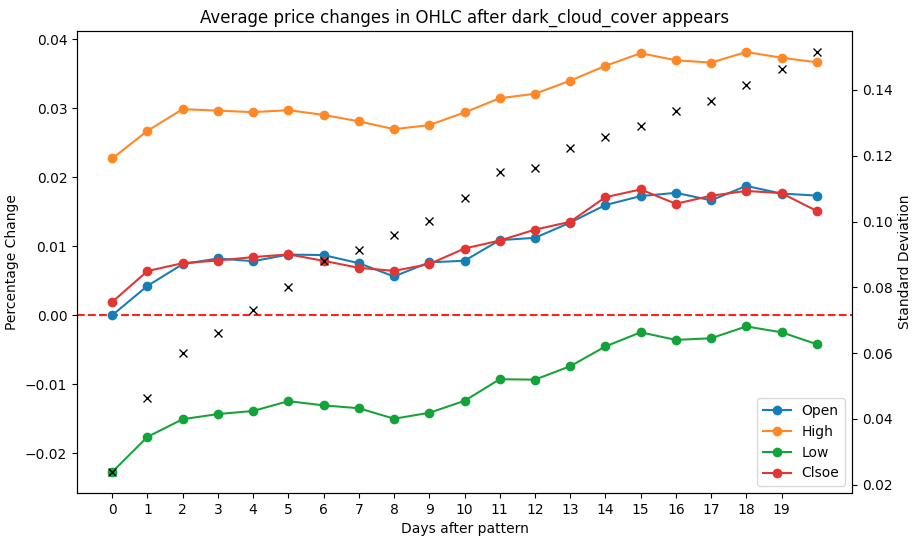 Average price changes in OHLC after dark_cloud_cover appears
0.04
0.03
0.02
0.01
0.00
−0.01
−0.02
Percentage Change
0.14
0.12
0.10
0.08
0.06
0.04
0.02
Standard Deviation
Open
High
Low
Clsoe
0 1 2 3 4 5 6 7 8 9 10 11 12 13 14 15 16 17 18 19
Days after pattern